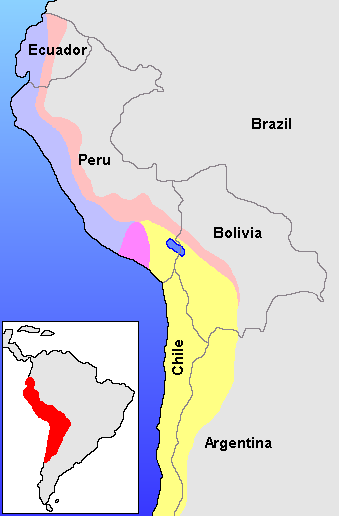 Ecuador
Brazil
Peru
Bolivia
Chile
Argentina